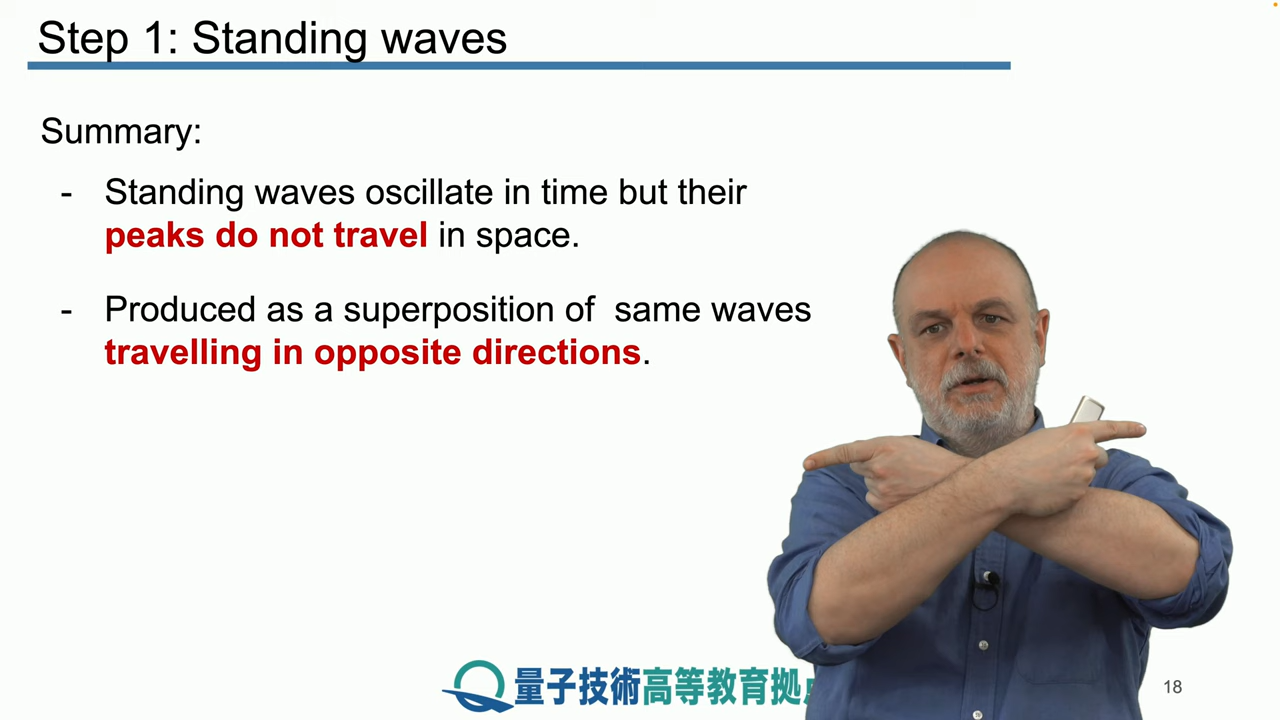 Step 1: Standing waves
Summary:
- Standing waves oscillate in time but their
peaks do not travel in space.
- Produced as a superposition of  same waves
travelling in opposite directions.
量子技術高等教育拠
18